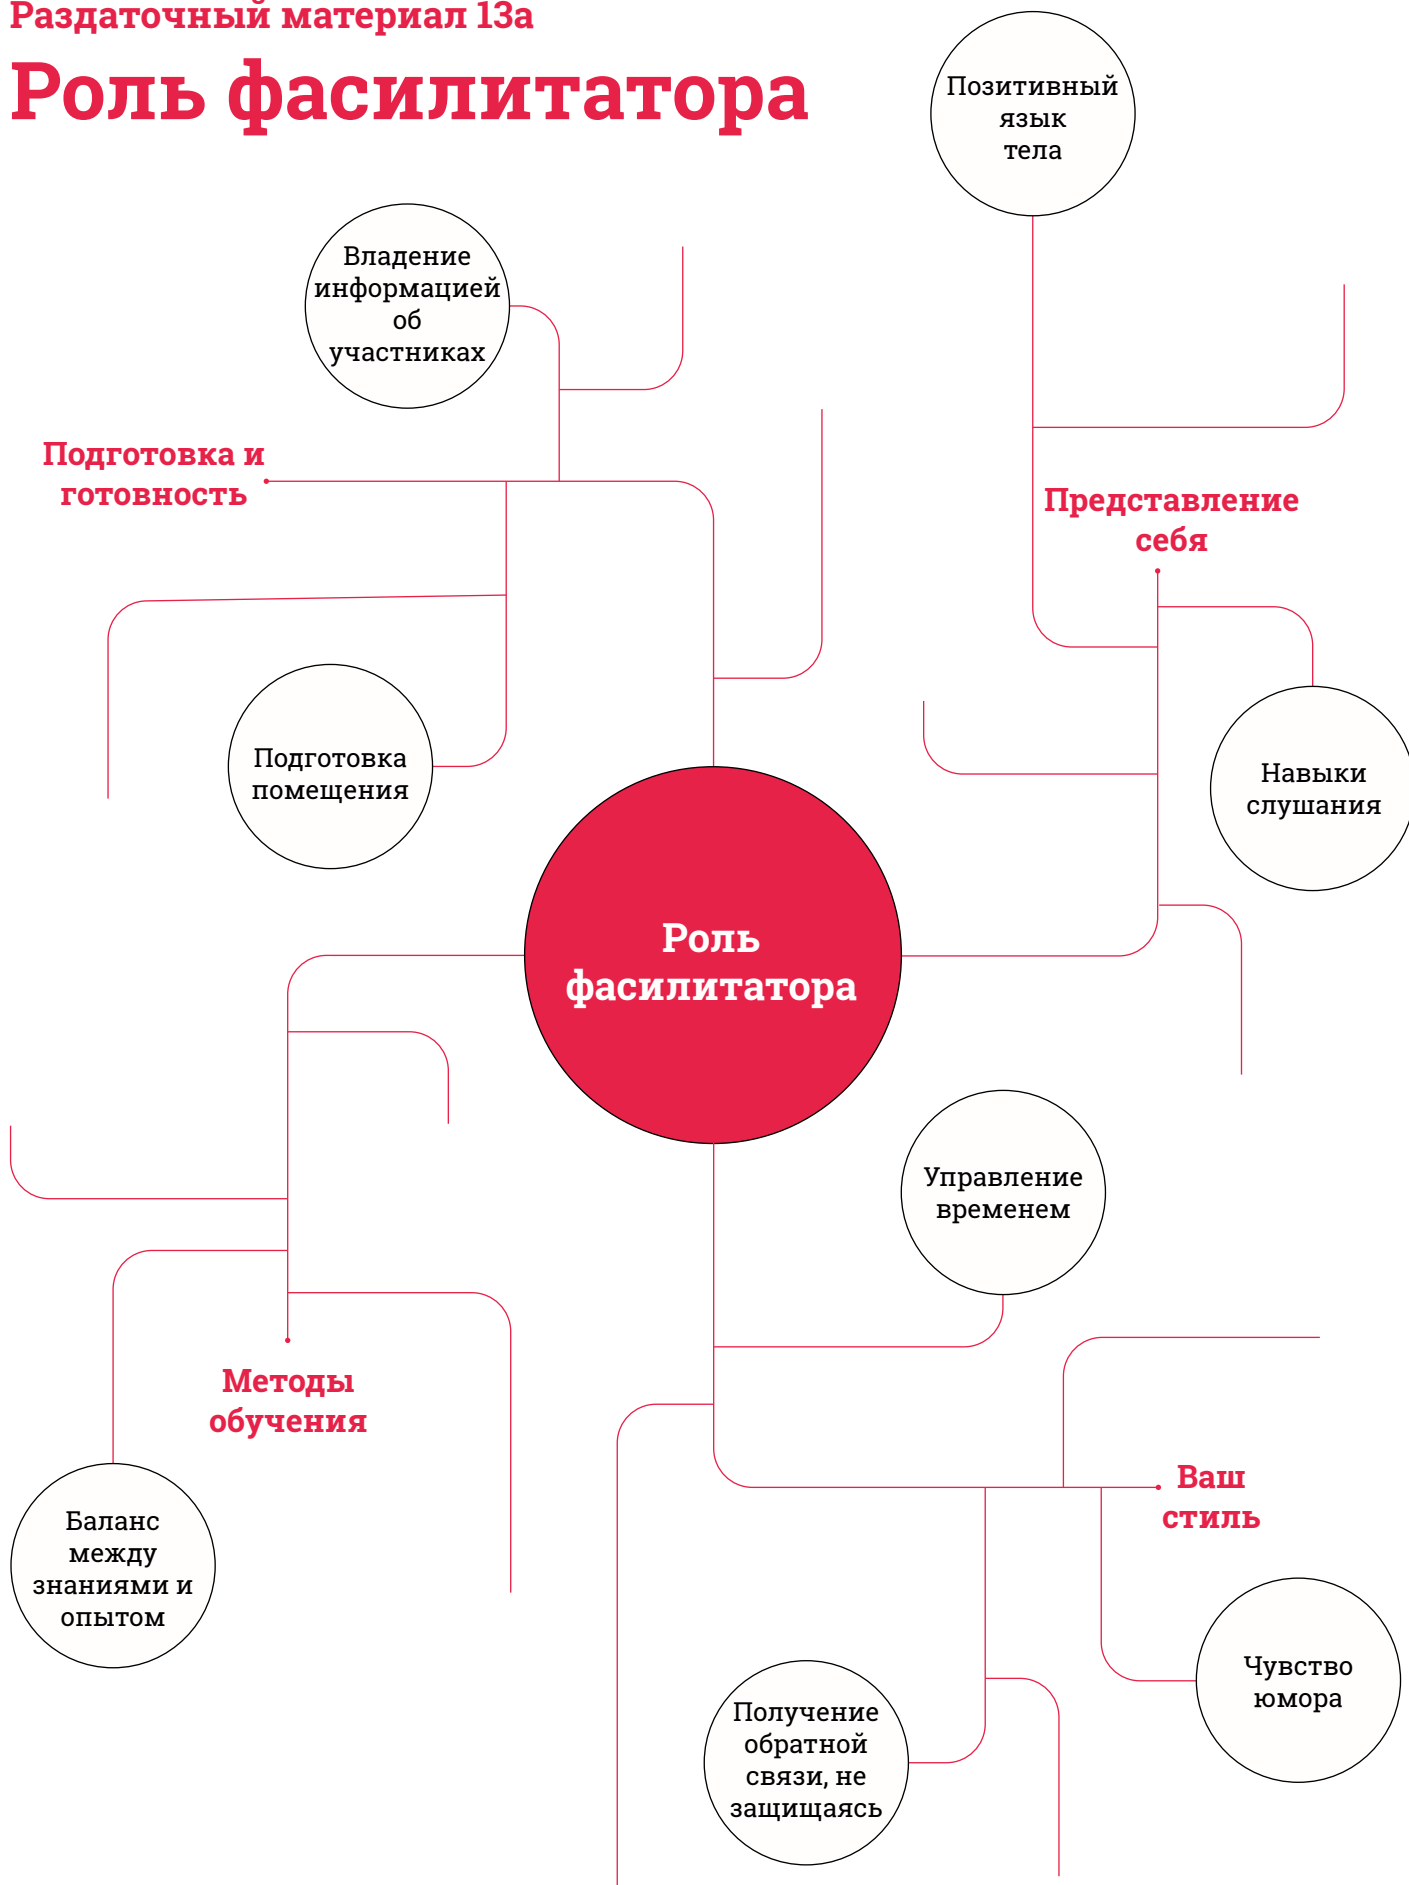 Раздаточный материал 13а
Роль фасилитатора
Позитивный
язык
тела
Владение
информацией
об
участниках
Подготовка и
готовность
Представление
себя
Подготовка
помещения
Навыки
слушания
Роль
фасилитатора
Управление
временем
Методы
обучения
Ваш
стиль
Баланс
между
знаниями и
опытом
Чувство
юмора
Получение
обратной
связи, не
защищаясь